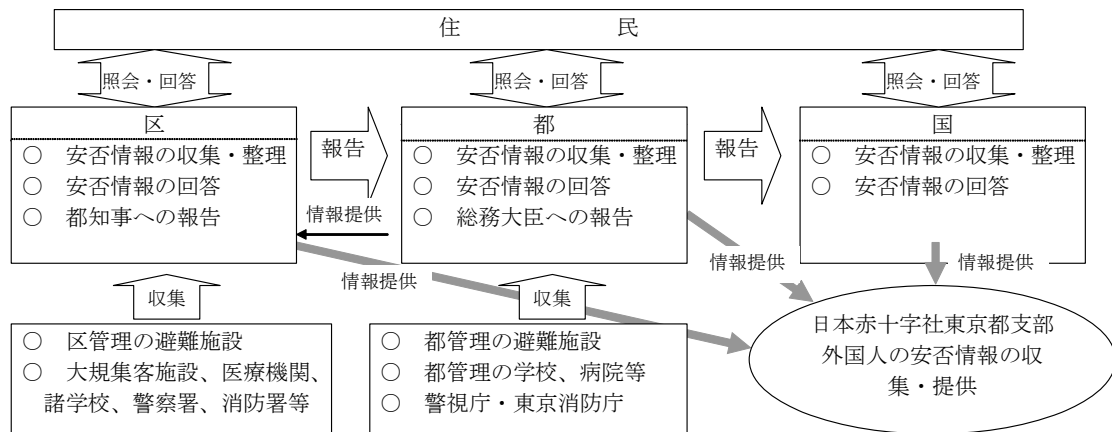 住　　　　　　民
照会・回答
照会・回答
照会・回答
区
○　安否情報の収集・整理
○　安否情報の回答
○　都知事への報告
報告
都
○　安否情報の収集・整理
○　安否情報の回答
○　総務大臣への報告
報告
国
○　安否情報の収集・整理
○　安否情報の回答
情報提供
情報提供
情報提供
情報提供
収集
収集
○　区管理の避難施設
○　大規集客施設、医療機関、
諸学校、警察署、消防署等
○　都管理の避難施設
○　都管理の学校、病院等
○　警視庁・東京消防庁
日本赤十字社東京都支部
外国人の安否情報の収
集・提供